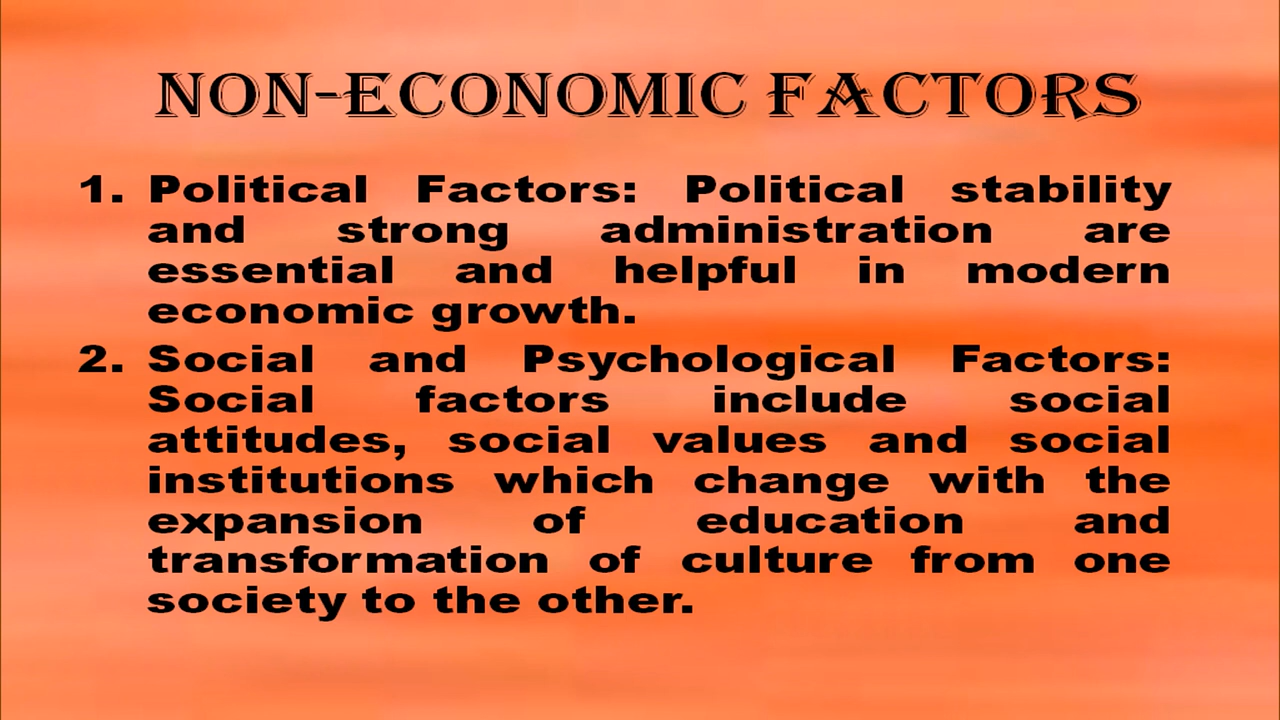 NON-ECONOMIC FACTORS
1. Political Factors: Political stability
and strong administration are
essential and helpful in modern
economic growth.
2. Social and Psychological Factors:
Social factors include social
attitudes, social values and social
institutions which change with the
expansion of education and
transformation of culture from one
society to the other.